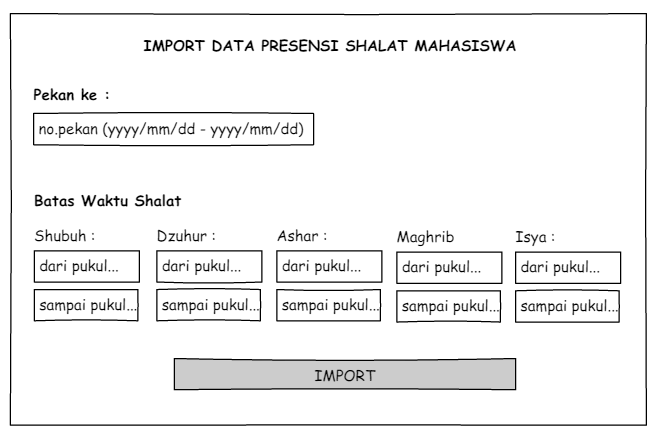 IMPORT DATA PRESENSI SHALAT MAHASISWA
Pekan ke :
no.pekan (yyyy/mm/dd - yyyy/mm/dd)
Batas Waktu Shalat
Shubuh : Dzuhur : Ashar : Maghrib Isya :
dari pukul... dari pukul... dari pukul... dari pukul... dari pukul...
sampai pukul... sampai pukul... sampai pukul... sampai pukul... sampai pukul...
IMPORT